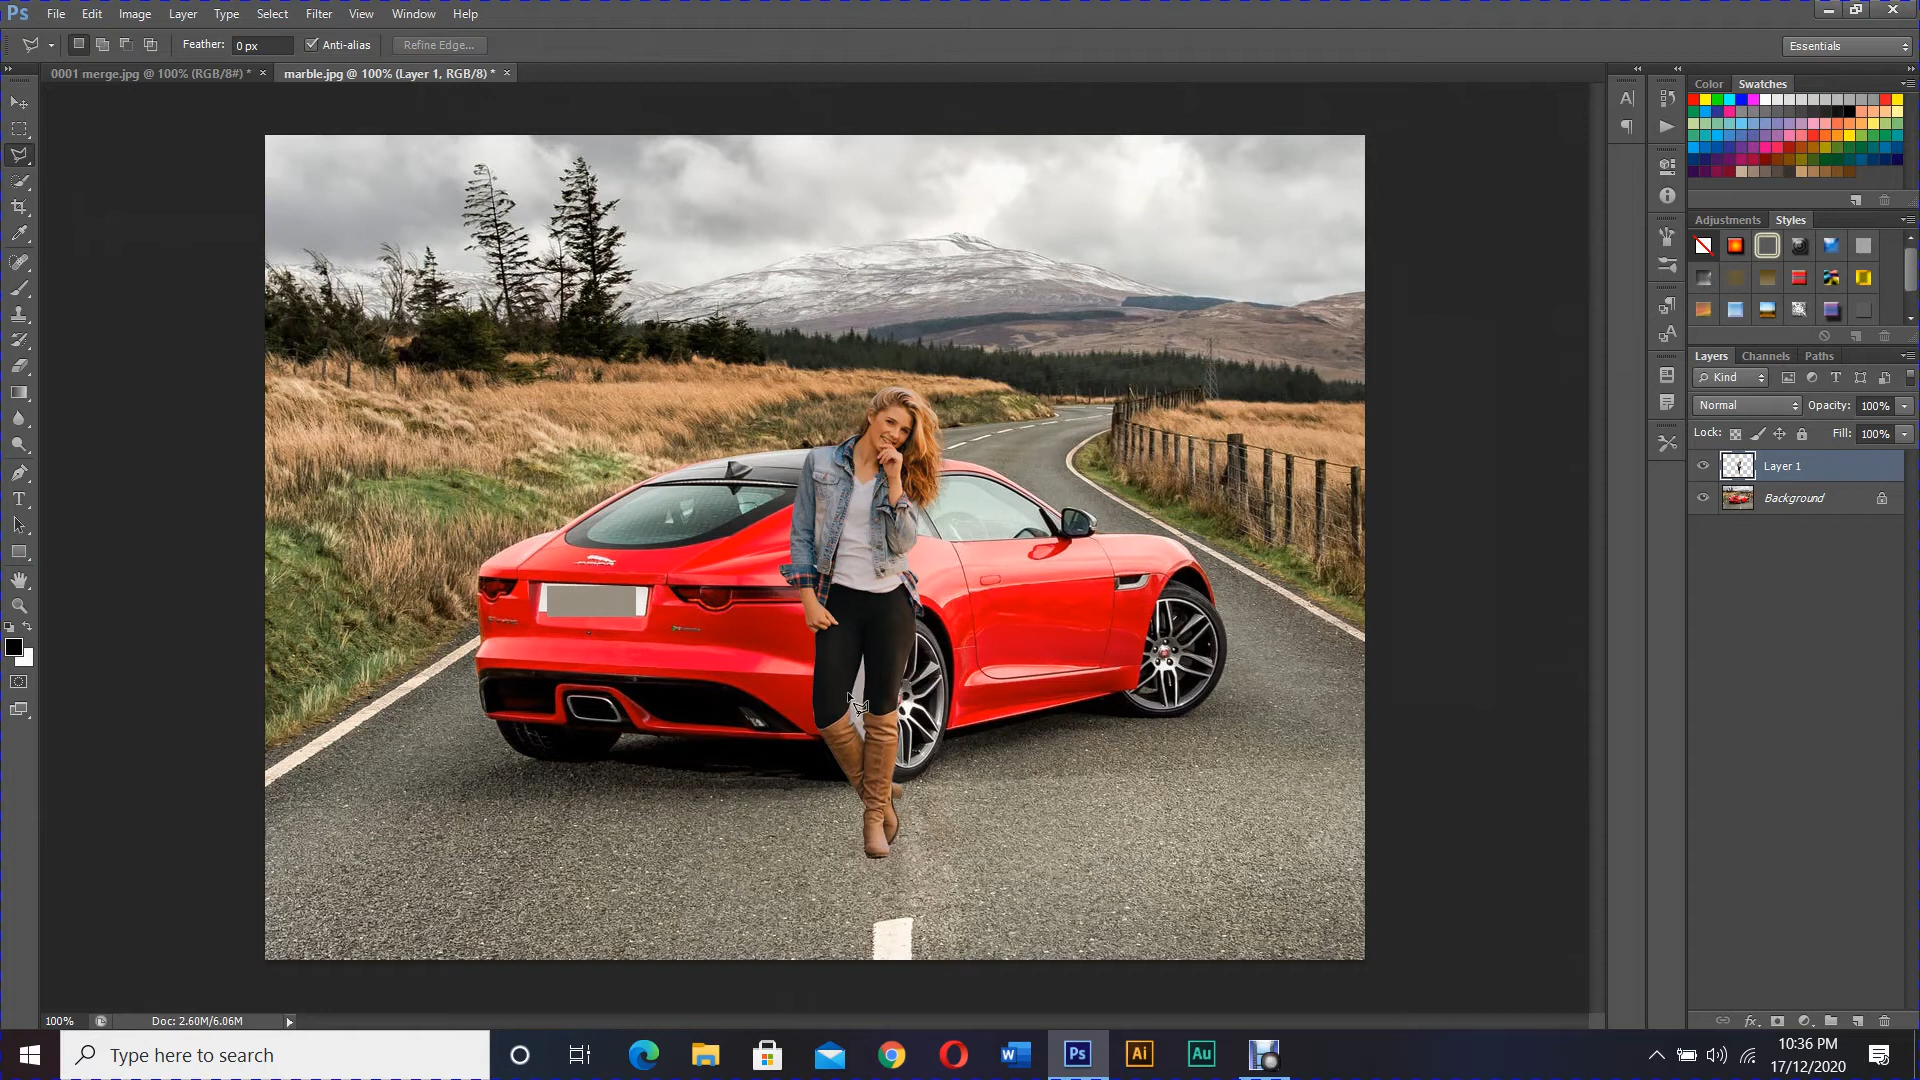 Ps File Edit Image Layer Type Select Filter View Window Help
Feather: 0 px Anti-alias Refine Edge... Essentials
0001 merge.jpg @ 100% (RGB/8#) * × marble.jpg @ 100% (Layer 1, RGB/8) * ×
Color Swatches
Adjustments Styles
Layers Channels Paths
Kind
Normal Opacity: 100%
Lock: Fill: 100%
Layer 1
Background
JAGUAR
100% Doc: 2.60M/6.06M
Type here to search
Ps Ai Au
10:36 PM
17/12/2020